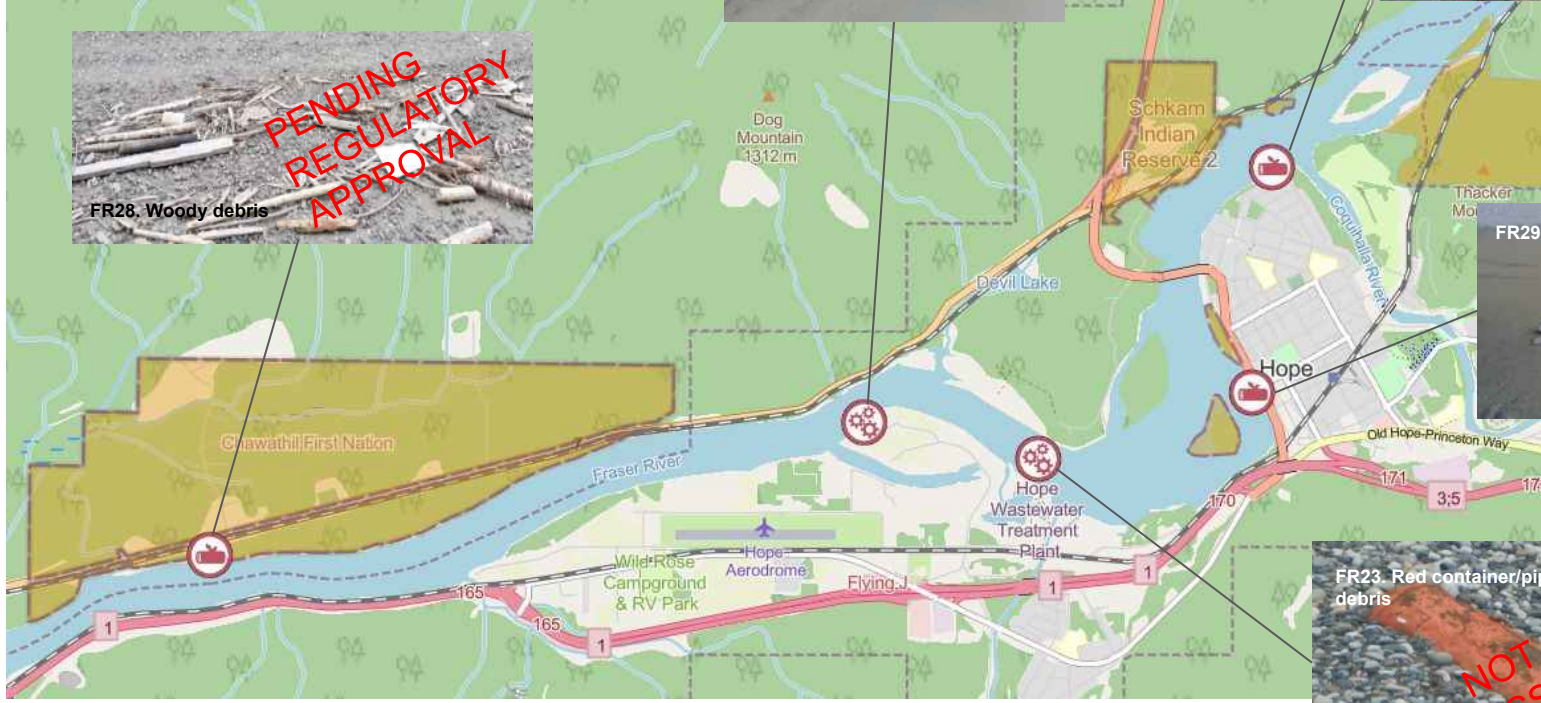 PENDING
REGULATORY
APPROVAL
FR28. Woody debris
Dog
Mountain
1312 m
Schkam
Indian
Reserve 2
Thacker
FR29
Coquihalla River
Devil Lake
Hope
Chawathil First Nation
Fraser River
Old Hope-Princeton Way
Hope
Wastewater
Treatment
Plant
170
171
3;5
Hope
Aerodrome
Wild Rose
Campground
& RV Park
Flying J
165
165
1
1
1
1
FR23. Red container/pip
debris
NOT